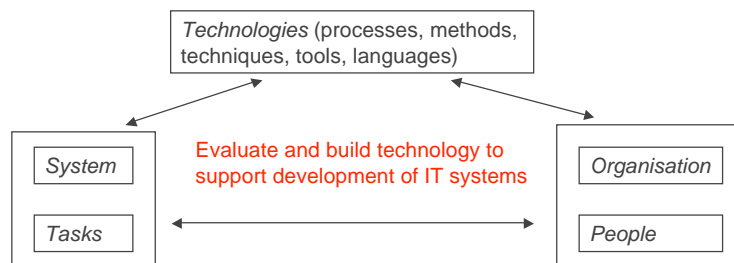 Technologies (processes, methods,
techniques, tools, languages)
Evaluate and build technology to
support development of IT systems
System
Tasks
Organisation
People